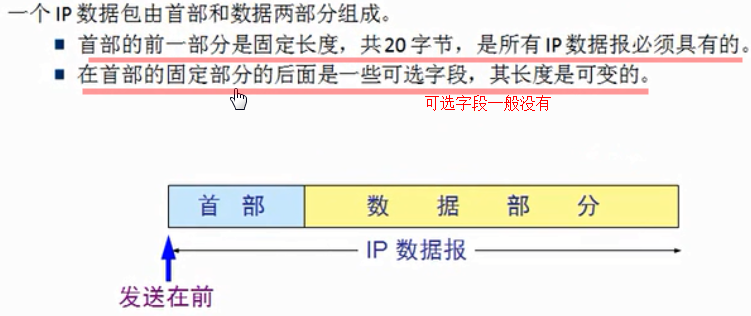 一个 IP 数据包由首部和数据两部分组成。
■ 首部的前一部分是固定长度，共 20 字节，是所有 IP 数据报必须具有的。
■ 在首部的固定部分的后面是一些可选字段，其长度是可变的。
可选字段一般没有
首 部 数 据 部 分
IP 数据报
发送在前